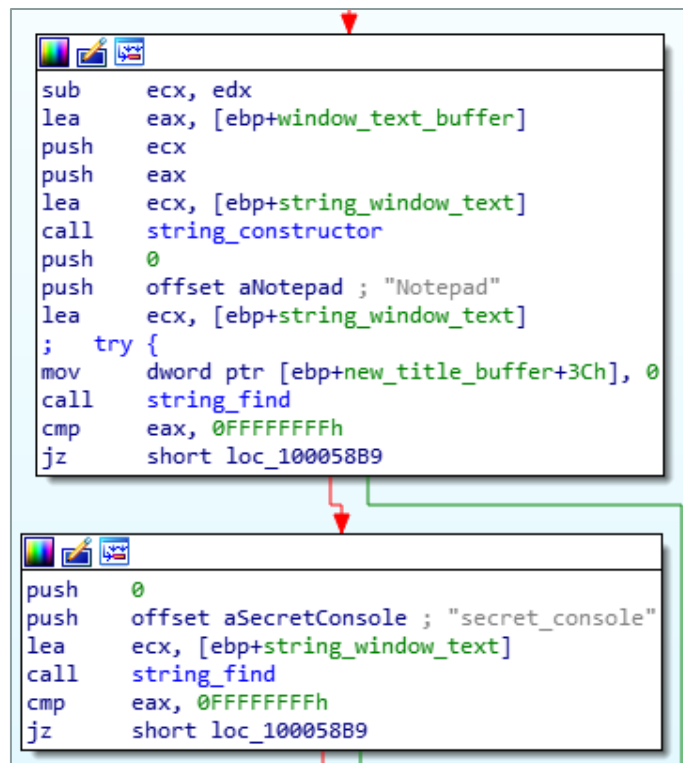 sub ecx, edx
lea eax, [ebp+window_text_buffer]
push ecx
push eax
lea ecx, [ebp+string_window_text]
call string_constructor
push 0
push offset aNotepad ; "Notepad"
lea ecx, [ebp+string_window_text]
; try {
mov dword ptr [ebp+new_title_buffer+3Ch], 0
call string_find
cmp eax, 0FFFFFFFFh
jz short loc_100058B9
push 0
push offset aSecretConsole ; "secret_console"
lea ecx, [ebp+string_window_text]
call string_find
cmp eax, 0FFFFFFFFh
jz short loc_100058B9